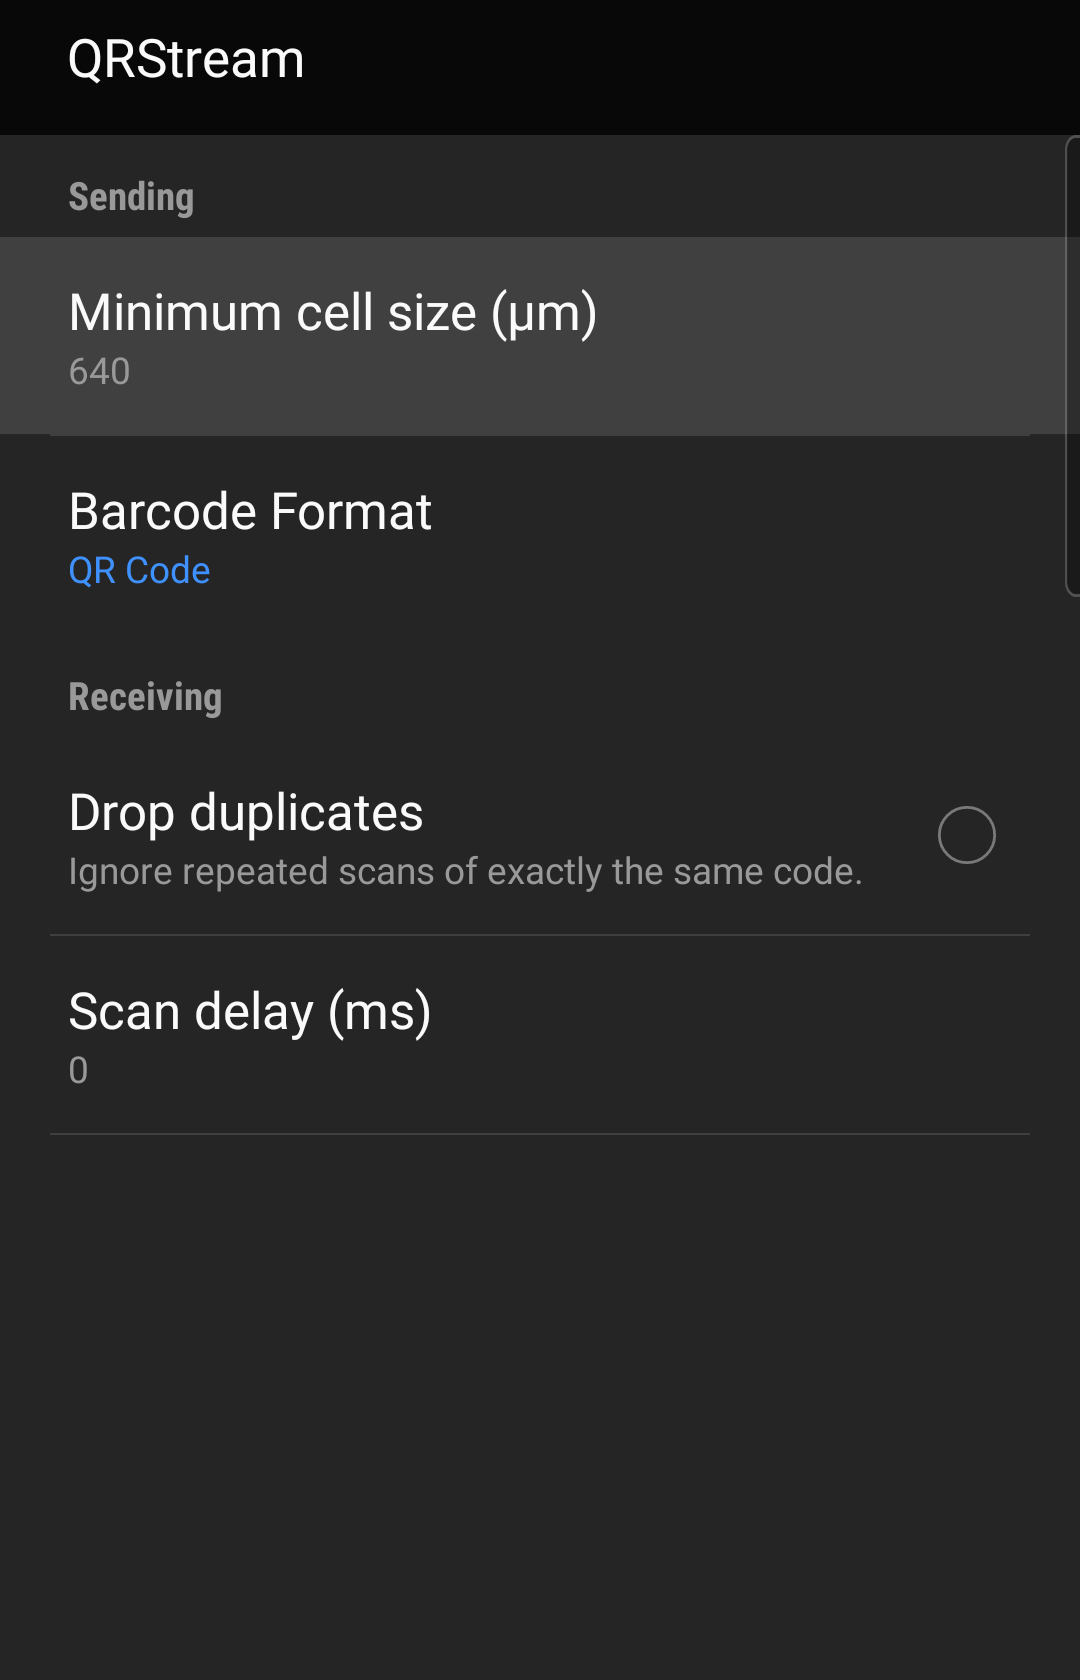 QRStream
Sending
Minimum cell size (µm)
640
Barcode Format
QR Code
Receiving
Drop duplicates
Ignore repeated scans of exactly the same code.
Scan delay (ms)
0